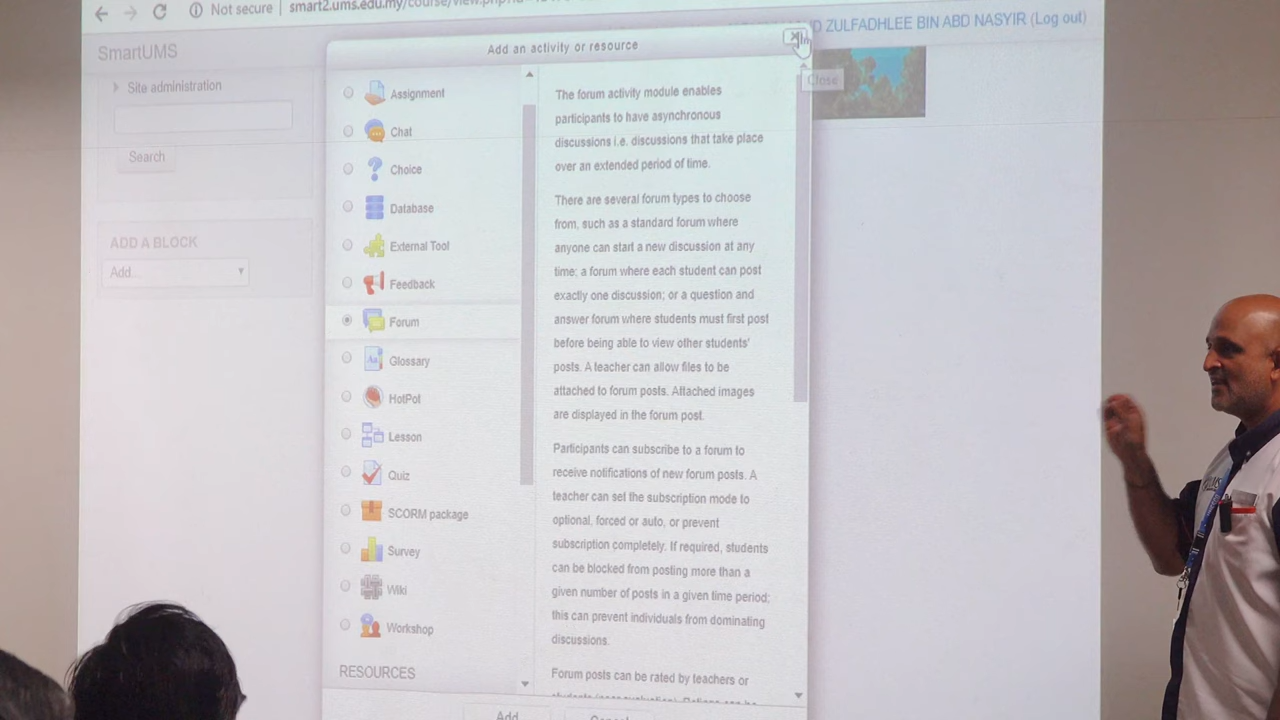 Not secure | smart2.ums.edu.my/course/view.php
ZULFADHLEE BIN ABD NASYIR (Log out)
SmartUMS
Site administration
Search
ADD A BLOCK
Add...
Add an activity or resource
Close
Assignment
Chat
Choice
Database
External Tool
Feedback
Forum
Glossary
HotPot
Lesson
Quiz
SCORM package
Survey
Wiki
Workshop
RESOURCES
The forum activity module enables
participants to have asynchronous
discussions i.e. discussions that take place
over an extended period of time.
There are several forum types to choose
from, such as a standard forum where
anyone can start a new discussion at any
time; a forum where each student can post
exactly one discussion; or a question and
answer forum where students must first post
before being able to view other students'
posts. A teacher can allow files to be
attached to forum posts. Attached images
are displayed in the forum post.
Participants can subscribe to a forum to
receive notifications of new forum posts. A
teacher can set the subscription mode to
optional, forced or auto, or prevent
subscription completely. If required, students
can be blocked from posting more than a
given number of posts in a given time period;
this can prevent individuals from dominating
discussions.
Forum posts can be rated by teachers or
Add
Cancel